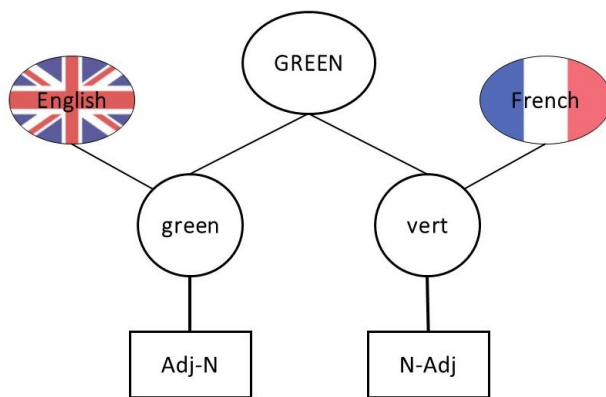 GREEN
English
French
green
vert
Adj-N
N-Adj